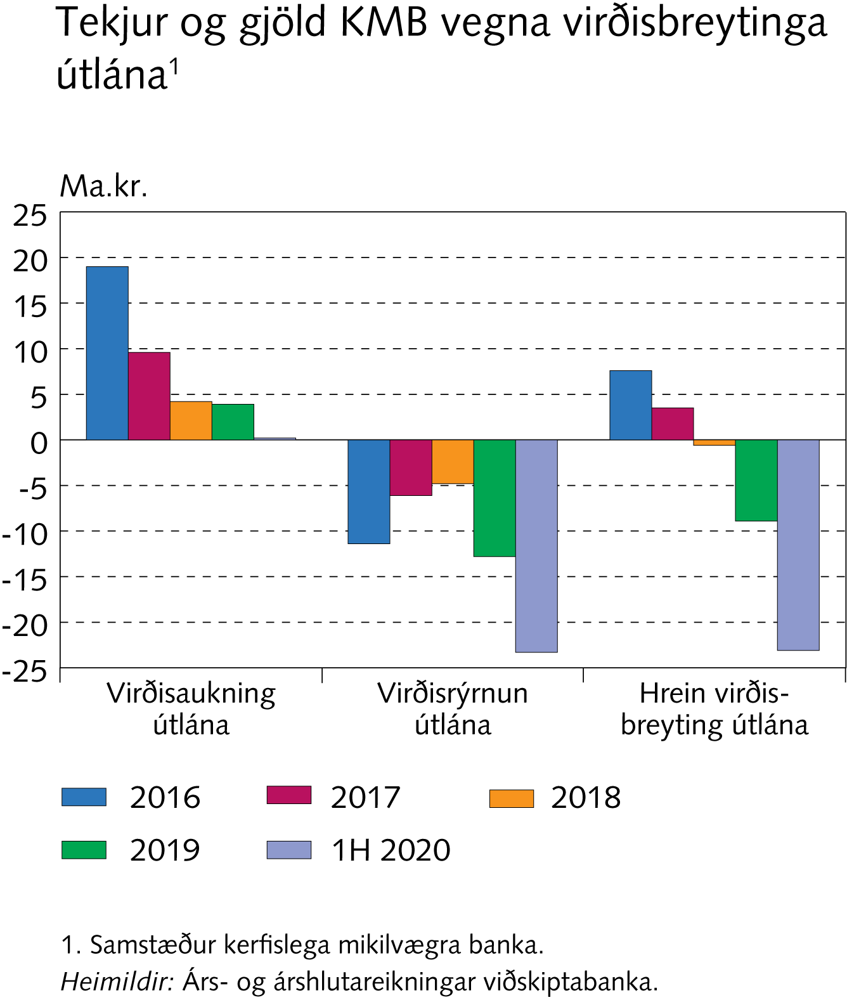 Tekjur og gjöld KMB vegna virðisbreytinga
útlána¹
Ma.kr.
25
20
15
10
5
0
-5
-10
-15
-20
-25
Virðisaukning
útlána
Virðisrýrnun
útlána
Hrein virðis-
breyting útlána
2016
2017
2018
2019
1H 2020
1. Samstæður kerfislega mikilvægra banka.
Heimildir: Árs- og árshlutareikningar viðskiptabanka.